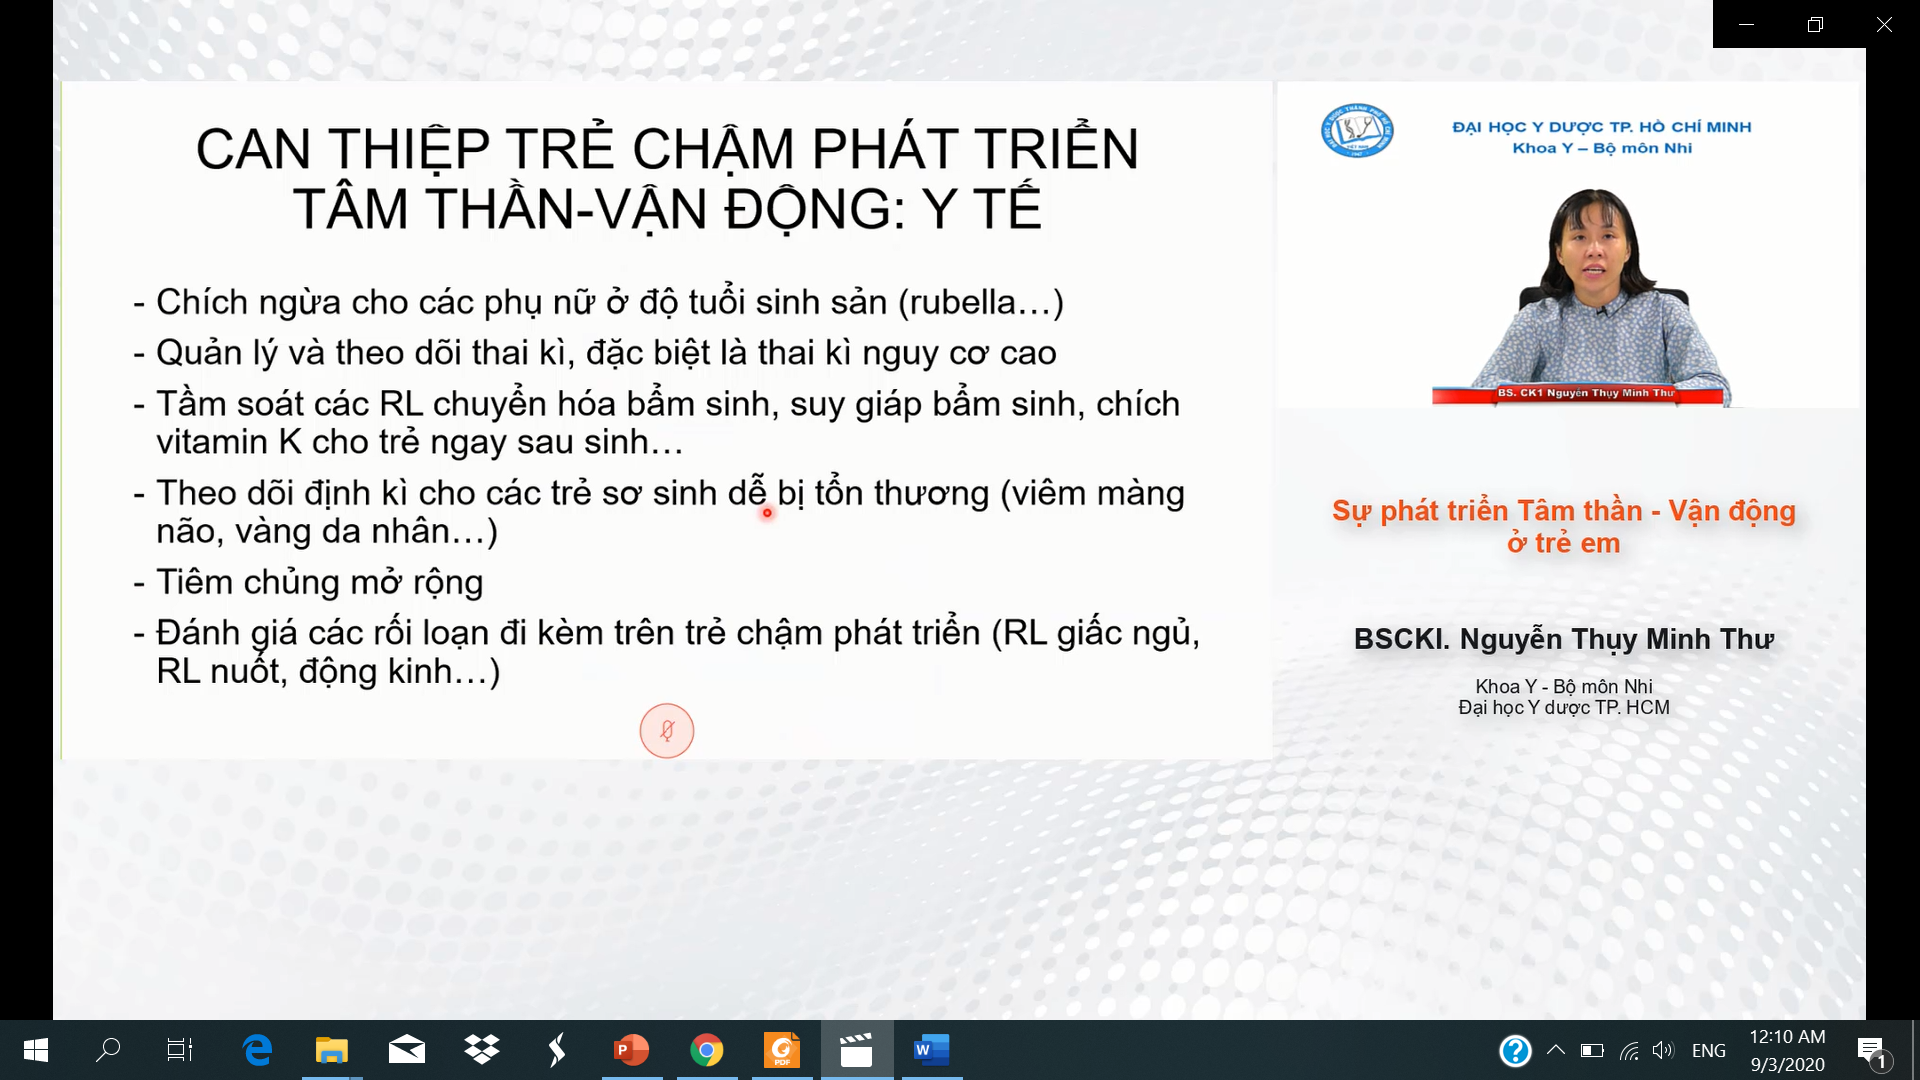 CAN THIỆP TRẺ CHẬM PHÁT TRIỂN
TÂM THẦN-VẬN ĐỘNG: Y TẾ
- Chích ngừa cho các phụ nữ ở độ tuổi sinh sản (rubella…)
- Quản lý và theo dõi thai kì, đặc biệt là thai kì nguy cơ cao
- Tầm soát các RL chuyển hóa bẩm sinh, suy giáp bẩm sinh, chích
vitamin K cho trẻ ngay sau sinh…
- Theo dõi định kì cho các trẻ sơ sinh dễ bị tổn thương (viêm màng
não, vàng da nhân…)
- Tiêm chủng mở rộng
- Đánh giá các rối loạn đi kèm trên trẻ chậm phát triển (RL giấc ngủ,
RL nuốt, động kinh…)
ĐẠI HỌC Y DƯỢC TP. HỒ CHÍ MINH
Khoa Y – Bộ môn Nhi
BS. CK1 Nguyễn Thụy Minh Thư
Sự phát triển Tâm thần - Vận động
ở trẻ em
BSCKI. Nguyễn Thụy Minh Thư
Khoa Y - Bộ môn Nhi
Đại học Y dược TP. HCM
ENG
12:10 AM
9/3/2020
1